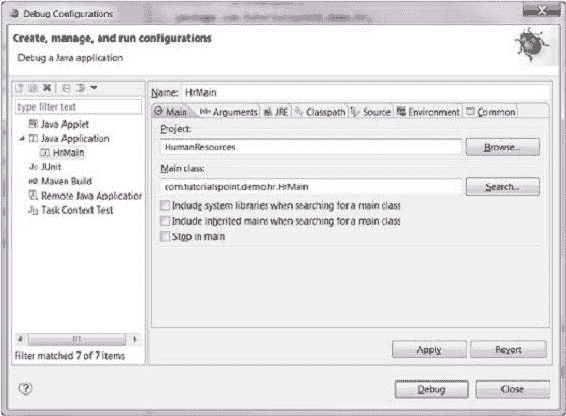 Debug Configurations
Create, manage, and run configurations
Debug a Java application
type filter text
Java Applet
Java Application
HrMain
JUnit
Maven Build
Remote Java Application
Task Context Test
Filter matched 7 of 7 items
Name: HrMain
Main Arguments JRE Classpath Source Environment Common
Project:
HumanResources
Browse...
Main class:
com.tutorialspoint.demo.hr.HrMain
Search...
Include system libraries when searching for a main class
Include inherited mains when searching for a main class
Stop in main
Apply
Revert
Debug
Close